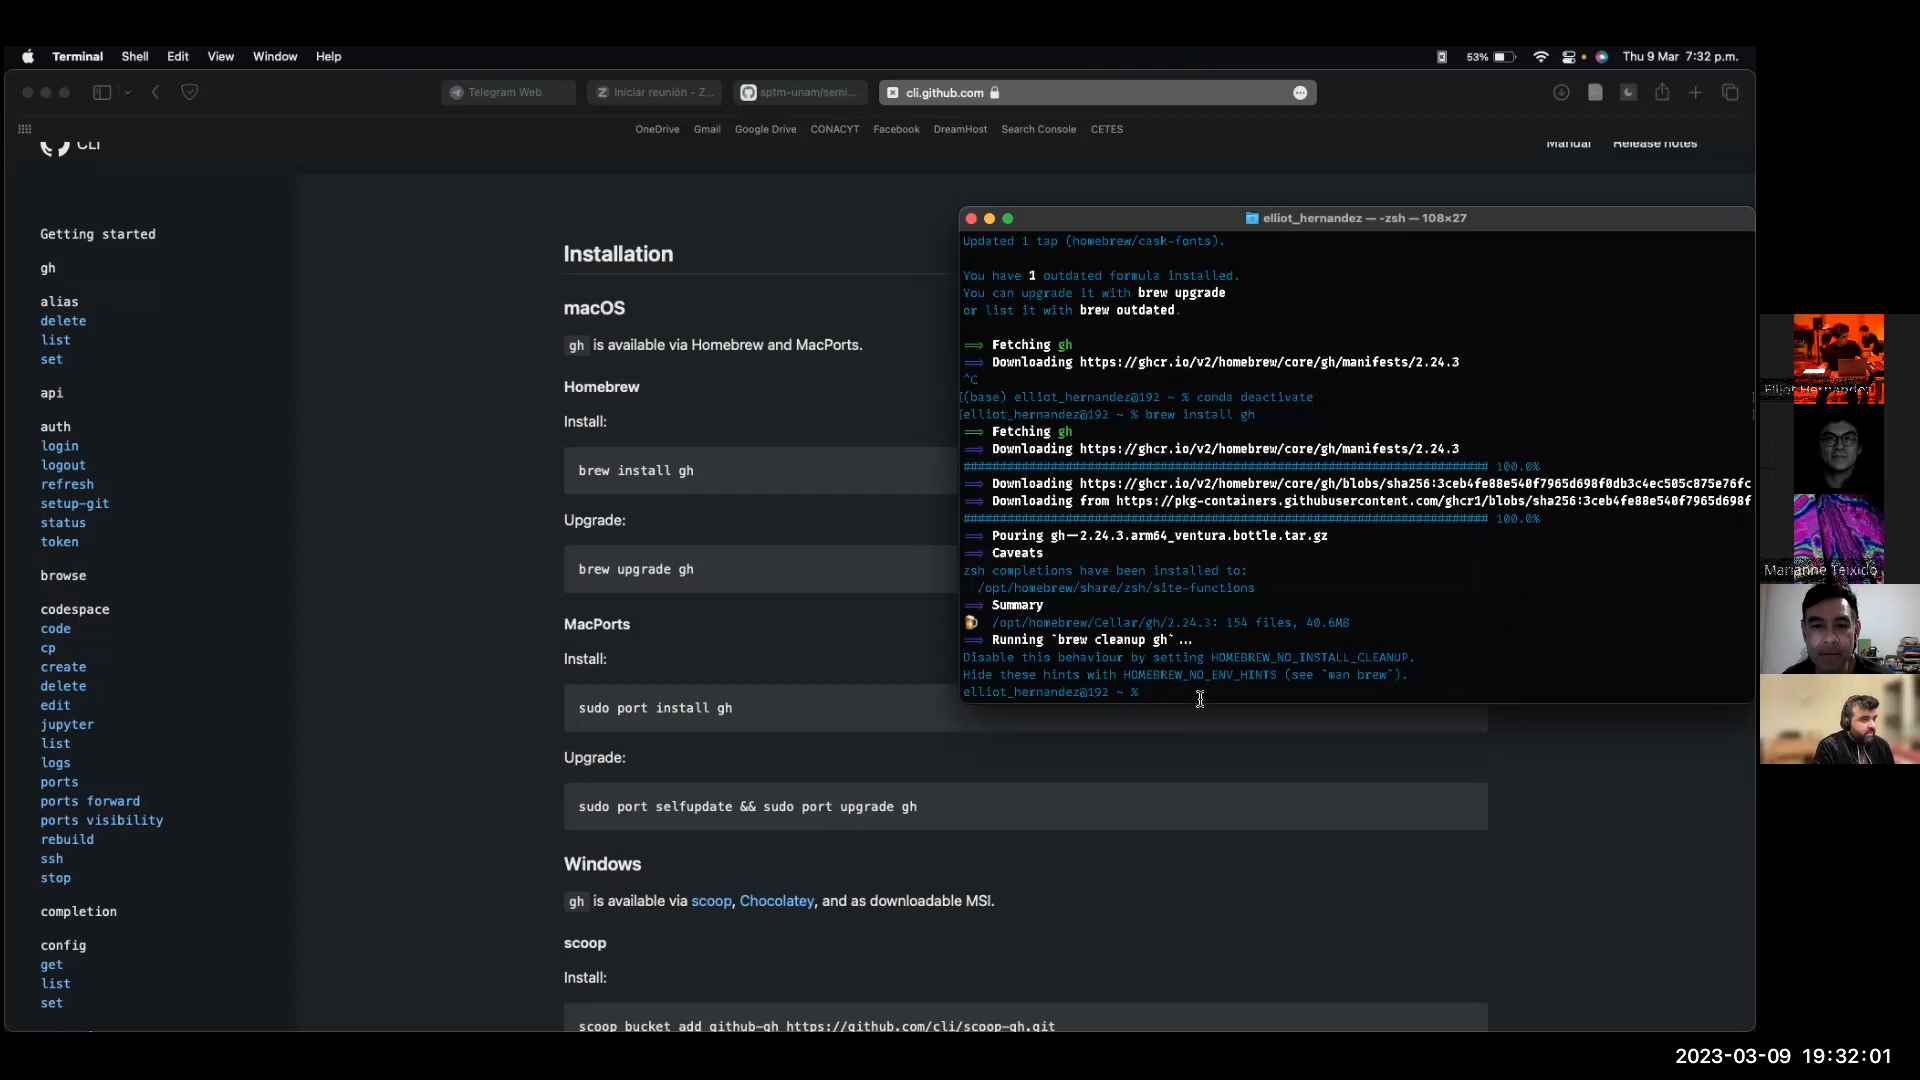 Terminal Shell Edit View Window Help
53% Thu 9 Mar 7:32 p.m.
Telegram Web
Iniciar reunión - Z...
sptm-unam/semi...
cli.github.com
OneDrive Gmail Google Drive CONACYT Facebook DreamHost Search Console CETES
CLI
Manual Release notes
Getting started
gh
alias
delete
list
set
api
auth
login
logout
refresh
setup-git
status
token
browse
codespace
code
cp
create
delete
edit
jupyter
list
logs
ports
ports forward
ports visibility
rebuild
ssh
stop
completion
config
get
list
set
Installation
macOS
gh is available via Homebrew and MacPorts.
Homebrew
Install:
brew install gh
Upgrade:
brew upgrade gh
MacPorts
Install:
sudo port install gh
Upgrade:
sudo port selfupdate && sudo port upgrade gh
Windows
gh is available via scoop, Chocolatey, and as downloadable MSI.
scoop
Install:
scoop bucket add github-gh https://github.com/cli/scoop-gh.git
elliot_hernandez — -zsh — 108×27
Updated 1 tap (homebrew/cask-fonts).
You have 1 outdated formula installed.
You can upgrade it with brew upgrade
or list it with brew outdated.
==> Fetching gh
==> Downloading https://ghcr.io/v2/homebrew/core/gh/manifests/2.24.3
^C
[(base) elliot_hernandez@192 ~ % conda deactivate ]
[elliot_hernandez@192 ~ % brew install gh ]
==> Fetching gh
==> Downloading https://ghcr.io/v2/homebrew/core/gh/manifests/2.24.3
######################################################################## 100.0%
==> Downloading https://ghcr.io/v2/homebrew/core/gh/blobs/sha256:3ceb4fe88e540f7965d698f0db3c4ec505c875e76fc
==> Downloading from https://pkg-containers.githubusercontent.com/ghcr1/blobs/sha256:3ceb4fe88e540f7965d698f
######################################################################## 100.0%
==> Pouring gh--2.24.3.arm64_ventura.bottle.tar.gz
==> Caveats
zsh completions have been installed to:
/opt/homebrew/share/zsh/site-functions
==> Summary
🍺 /opt/homebrew/Cellar/gh/2.24.3: 154 files, 40.6MB
==> Running `brew cleanup gh`...
Disable this behaviour by setting HOMEBREW_NO_INSTALL_CLEANUP.
Hide these hints with HOMEBREW_NO_ENV_HINTS (see `man brew`).
elliot_hernandez@192 ~ %
Elliot Hernandez
Marianne Teixido
2023-03-09 19:32:01